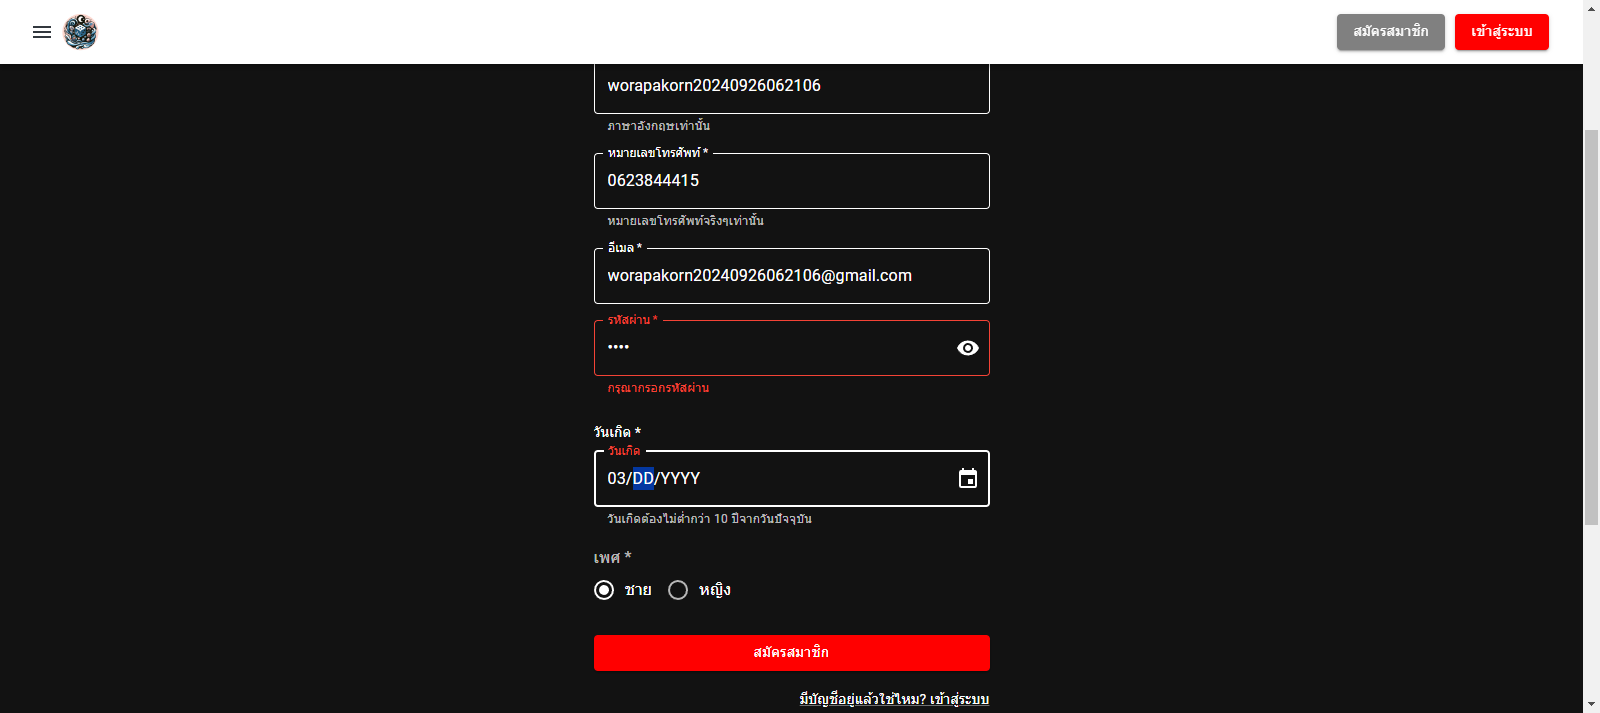 สมัครสมาชิก
เข้าสู่ระบบ
worapakorn20240926062106
ภาษาอังกฤษเท่านั้น
หมายเลขโทรศัพท์ *
0623844415
หมายเลขโทรศัพท์จริงๆเท่านั้น
อีเมล *
worapakorn20240926062106@gmail.com
รหัสผ่าน *
••••
กรุณากรอกรหัสผ่าน
วันเกิด *
วันเกิด
03/DD/YYYY
วันเกิดต้องไม่ต่ำกว่า 10 ปีจากวันปัจจุบัน
เพศ *
ชาย
หญิง
สมัครสมาชิก
มีบัญชีอยู่แล้วใช่ไหม? เข้าสู่ระบบ